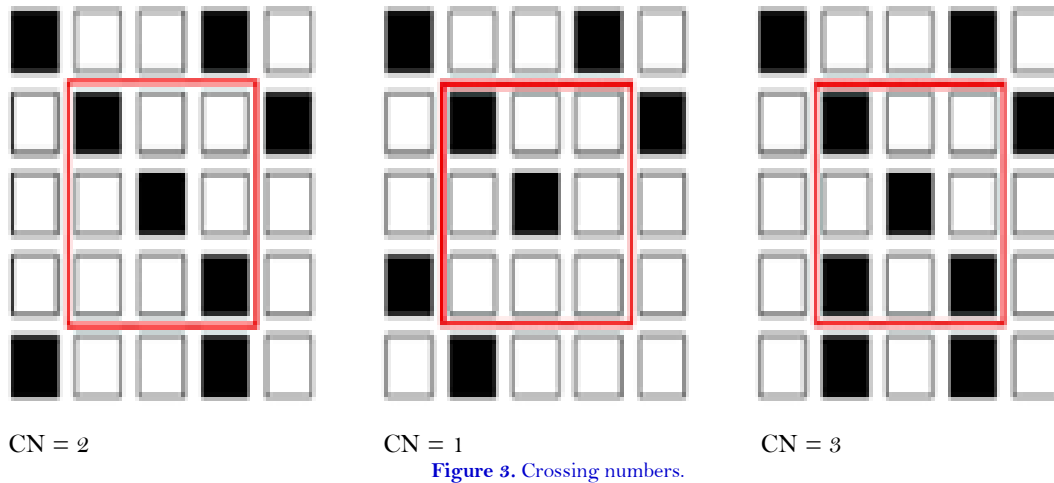 CN = 2 CN = 1 CN = 3
Figure 3. Crossing numbers.